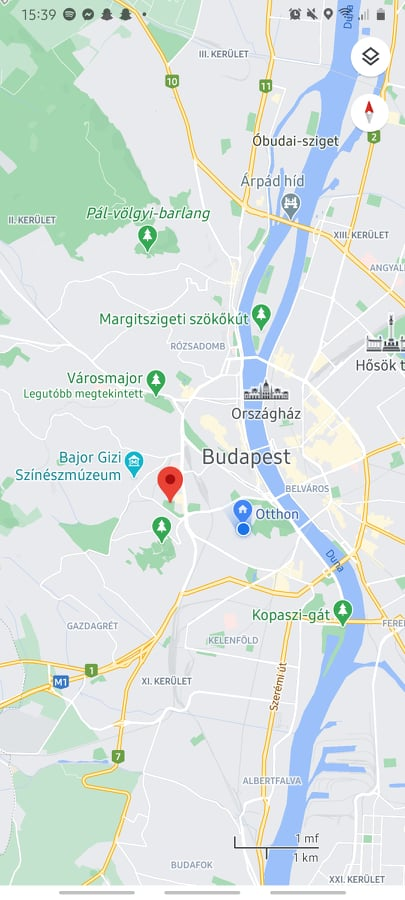 15:39
Duna
III. KERÜLET
10
11
2
Óbudai-sziget
Árpád híd
Pál-völgyi-barlang
II. KERÜLET
XIII. KERÜLET
ANGYAL
Margitszigeti szökőkút
RÓZSADOMB
Hősök t
Városmajor
Legutóbb megtekintett
Országház
Budapest
Bajor Gizi
Színészmúzeum
BELVÁROS
Otthon
Duna
Kopaszi-gát
FERE
GAZDAGRÉT
KELENFÖLD
1
M1
XI. KERÜLET
Szerémi út
7
ALBERTFALVA
1 mf
1 km
BUDAFOK
XXI. KERÜLET